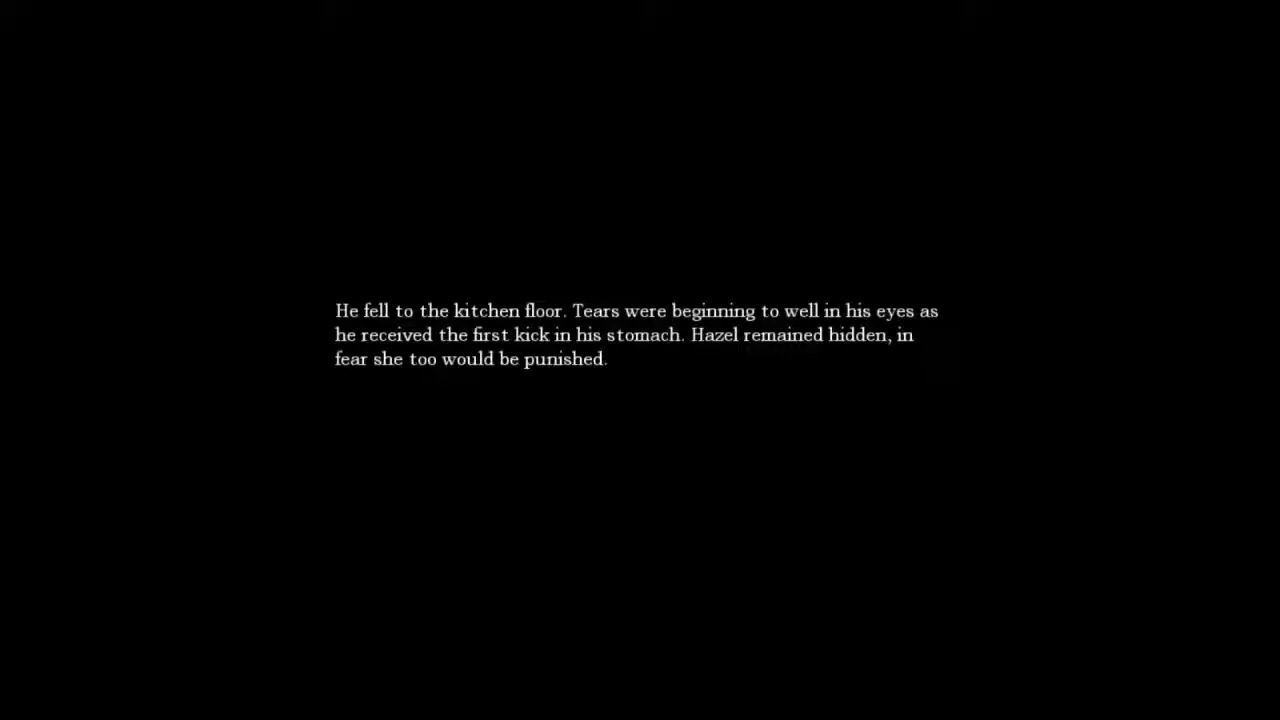 He fell to the kitchen floor. Tears were beginning to well in his eyes as
he received the first kick in his stomach. Hazel remained hidden, in
fear she too would be punished.